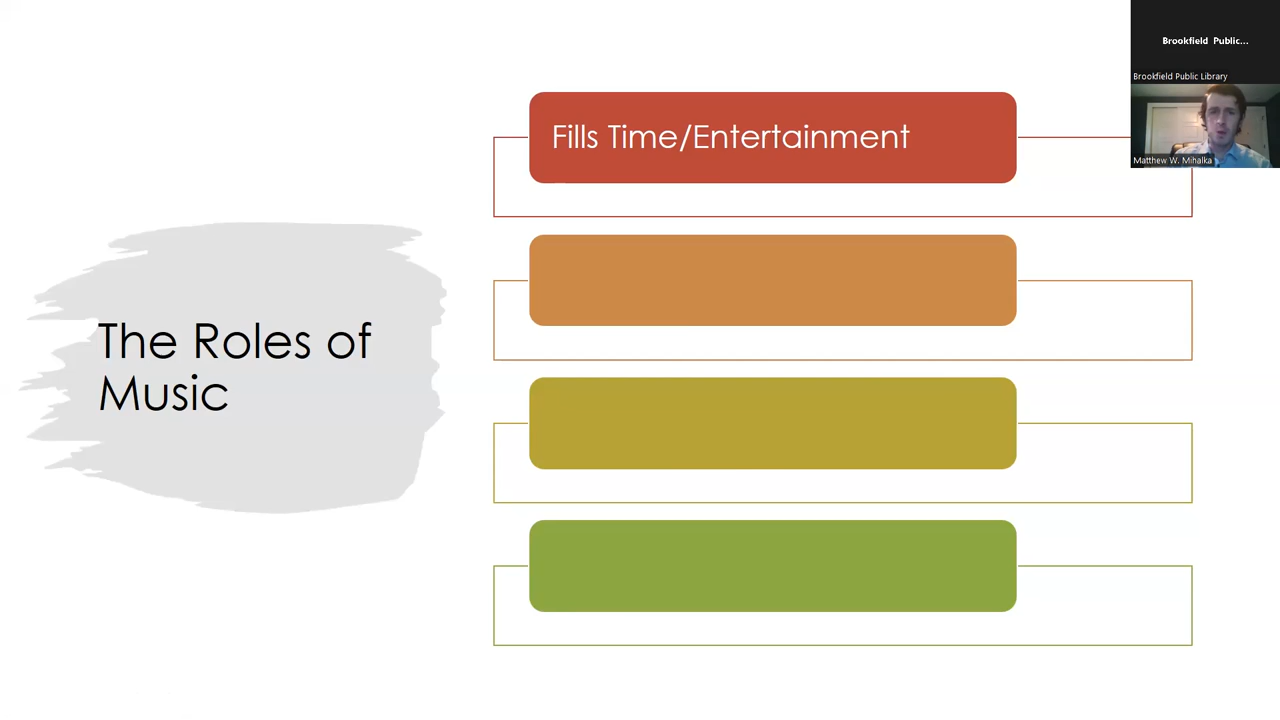 Brookfield Public...
Brookfield Public Library
Matthew W. Mihalka
Fills Time/Entertainment
The Roles of
Music